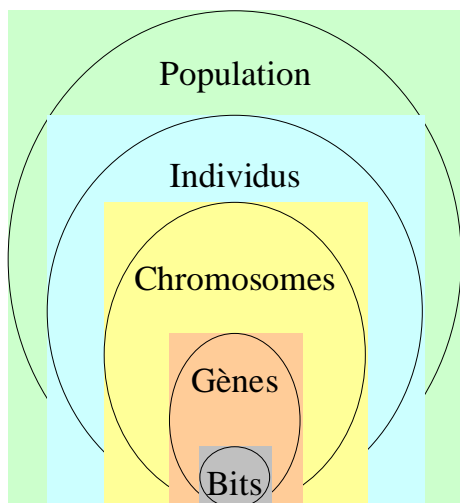 Population
Individus
Chromosomes
Gènes
Bits